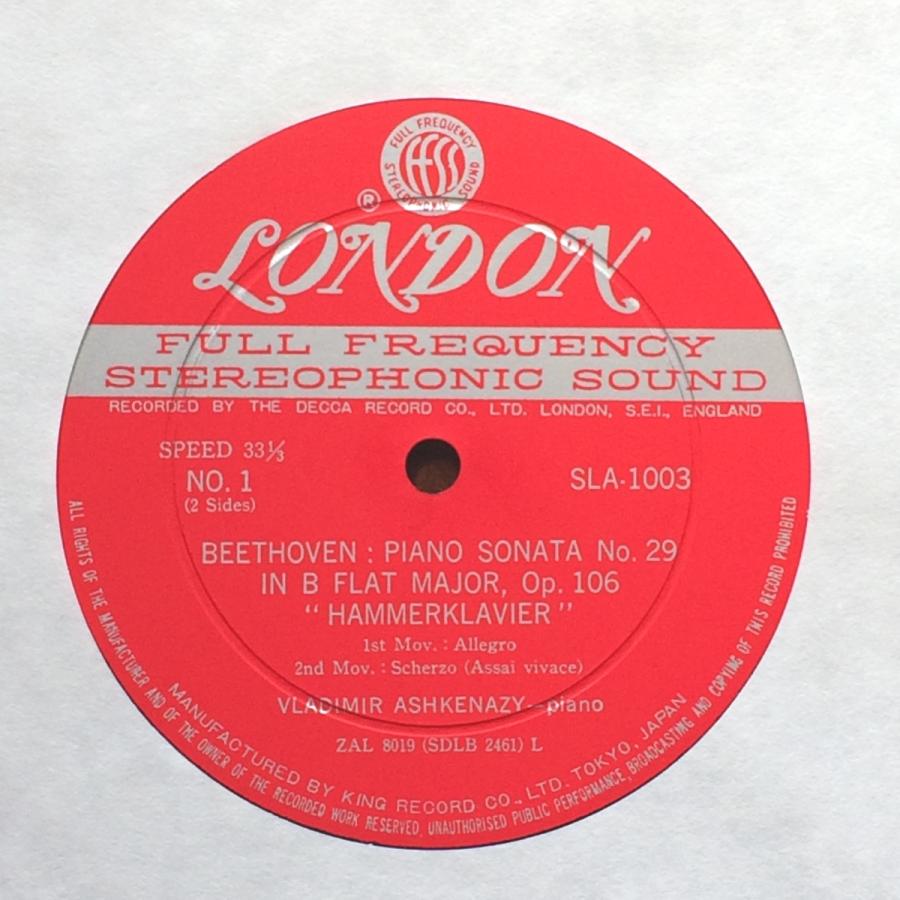 FULL FREQUENCY
STEREOPHONIC SOUND
FFSS
®
LONDON
FULL FREQUENCY
STEREOPHONIC SOUND
RECORDED BY THE DECCA RECORD CO., LTD. LONDON, S.E.I., ENGLAND
SPEED 33⅓
NO. 1
(2 Sides)
SLA-1003
BEETHOVEN : PIANO SONATA No. 29
IN B FLAT MAJOR, Op. 106
“ HAMMERKLAVIER ”
1st Mov. : Allegro
2nd Mov. : Scherzo (Assai vivace)
VLADIMIR ASHKENAZY—piano
ZAL 8019 (SDLB 2461) L
MANUFACTURED BY KING RECORD CO., LTD. TOKYO, JAPAN
ALL RIGHTS OF THE MANUFACTURER AND OF THE OWNER OF THE RECORDED WORK RESERVED, UNAUTHORISED PUBLIC PERFORMANCE, BROADCASTING AND COPYING OF THIS RECORD PROHIBITED